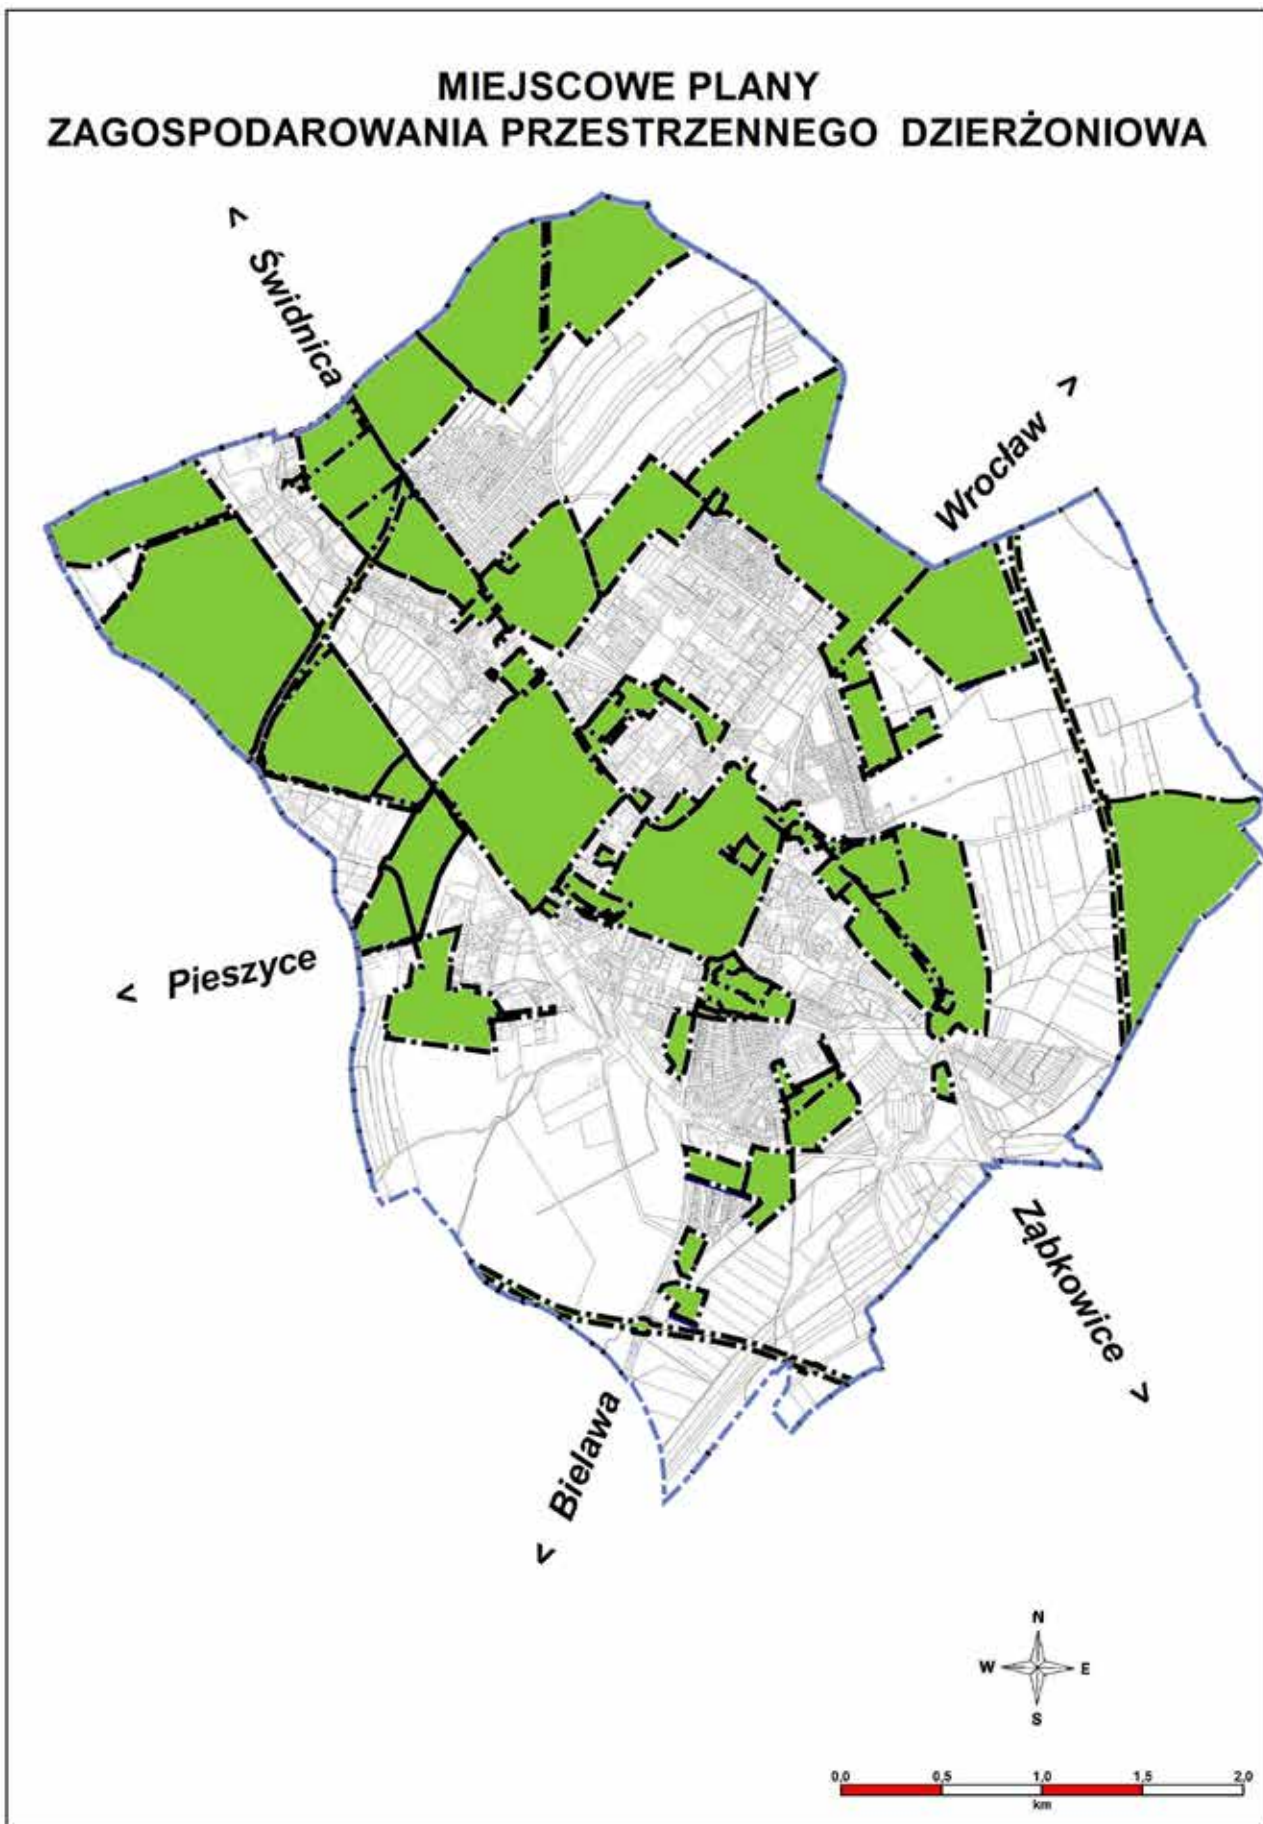 MIEJSCOWE PLANY
ZAGOSPODAROWANIA PRZESTRZENNEGO DZIERŻONIOWA
< Świdnica
Wrocław >
< Pieszyce
Ząbkowice >
< Bielawa
N
W E
S
0,0 0,5 1,0 1,5 2,0
km